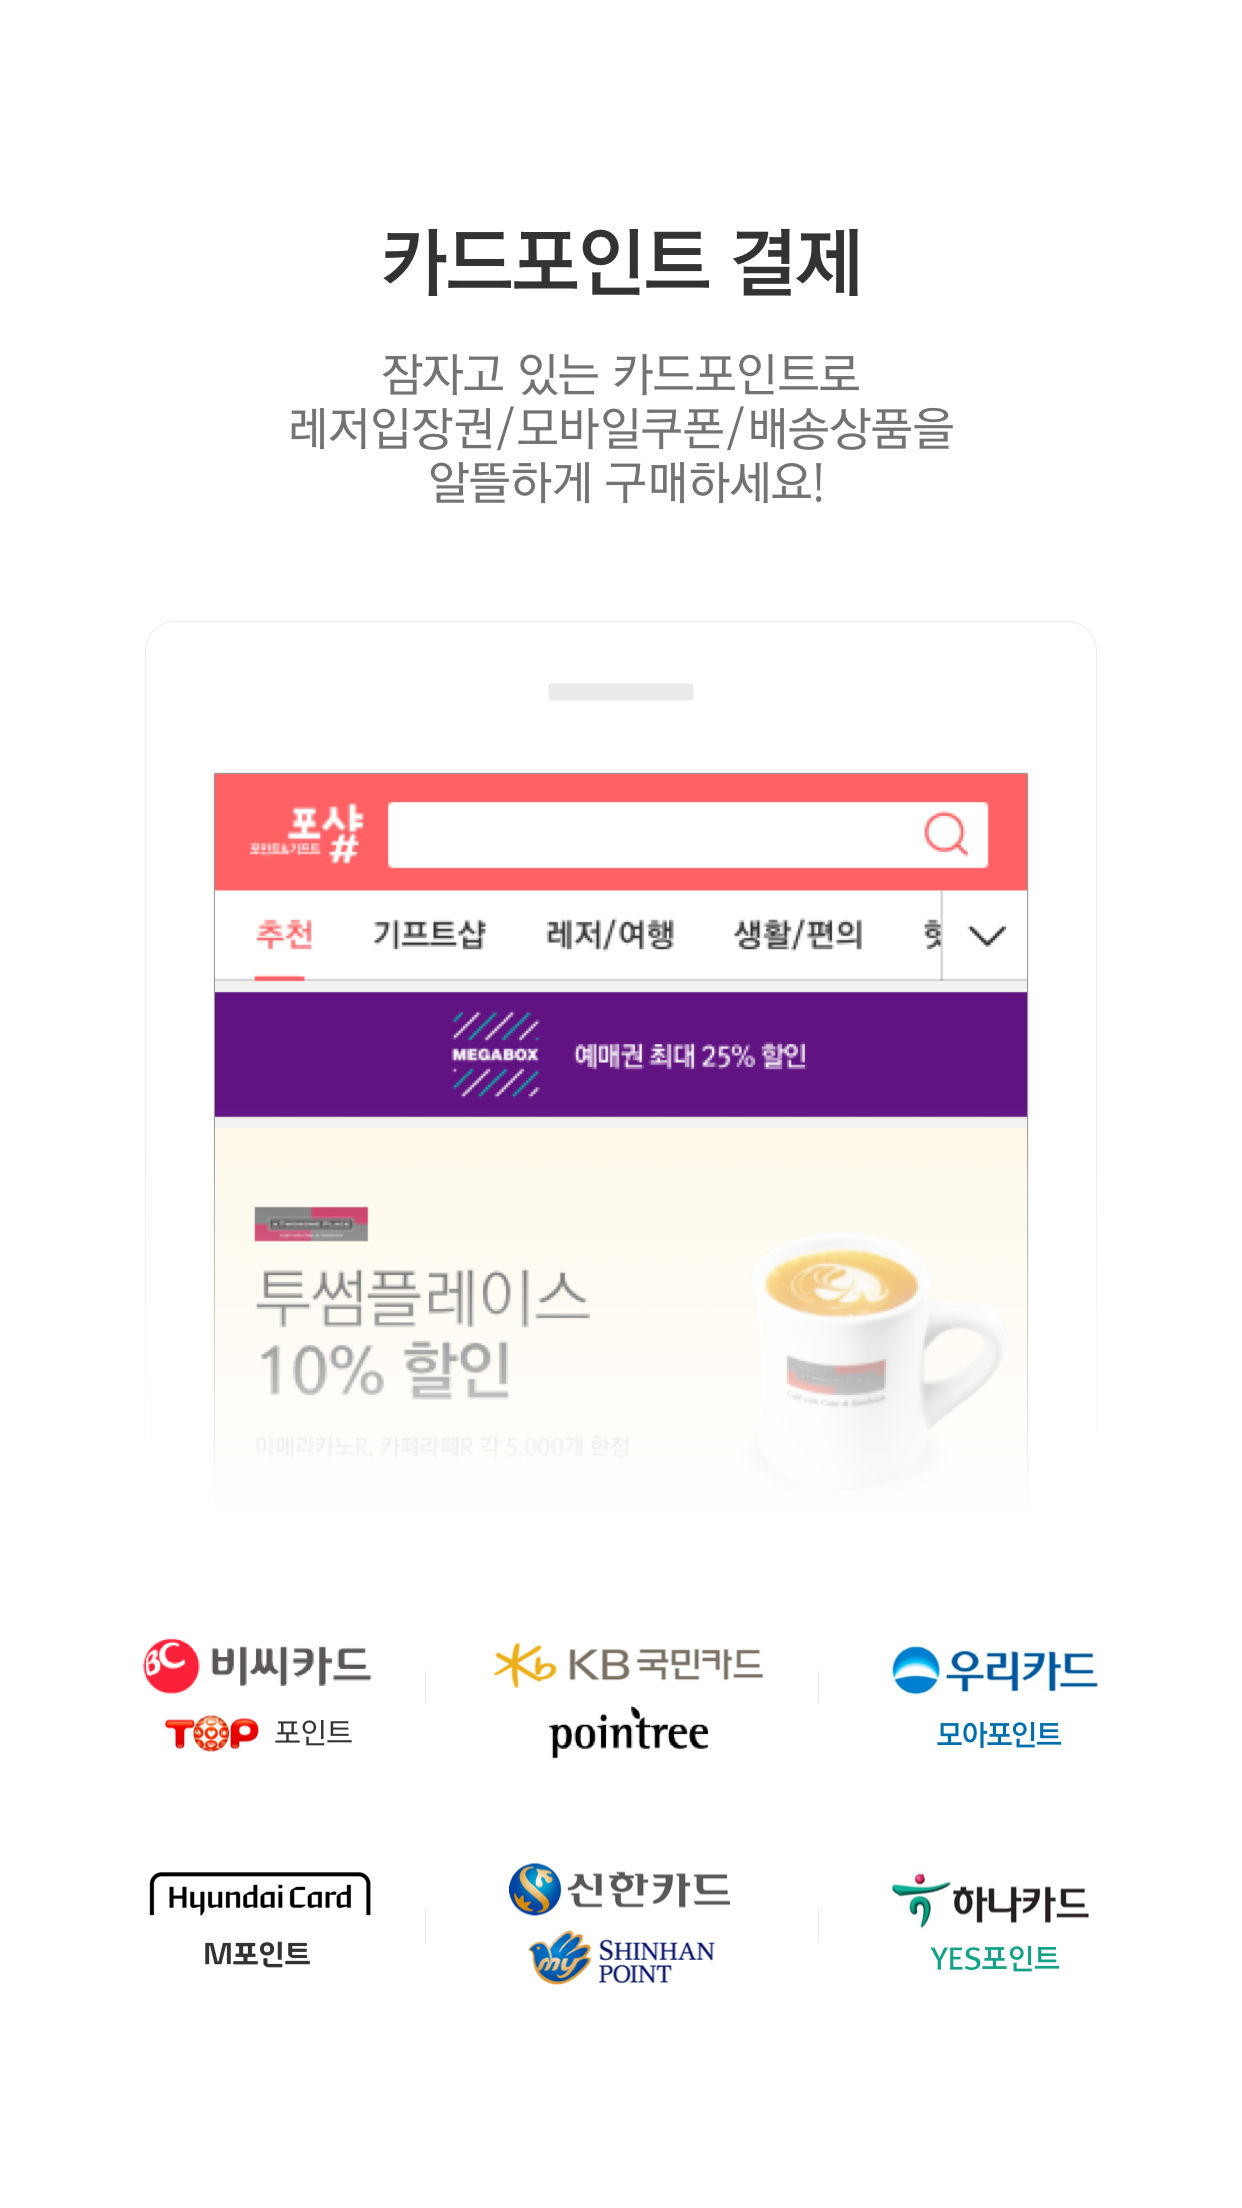 카드포인트 결제
잠자고 있는 카드포인트로
레저입장권/모바일쿠폰/배송상품을
알뜰하게 구매하세요!
포샵
포인트&기프트 #
추천 기프트샵 레저/여행 생활/편의 핫
MEGABOX 예매권 최대 25% 할인
A TWOSOME PLACE
투썸플레이스
10% 할인
아메리카노R, 카페라떼R 각 5,000개 한정
BC 비씨카드
TOP 포인트
KB 국민카드
pointree
우리카드
모아포인트
Hyundai Card
M포인트
신한카드
my SHINHAN
POINT
하나카드
YES포인트